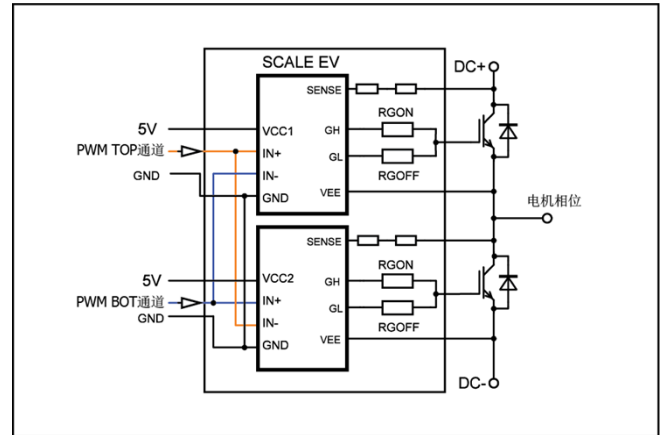 SCALE EV
DC+
SENSE
RGON
5V
VCC1
GH
PWM TOP通道
IN+
GL
GND
IN-
RGOFF
GND
VEE
电机相位
SENSE
RGON
5V
VCC2
GH
PWM BOT通道
IN+
GL
GND
IN-
RGOFF
GND
VEE
DC-